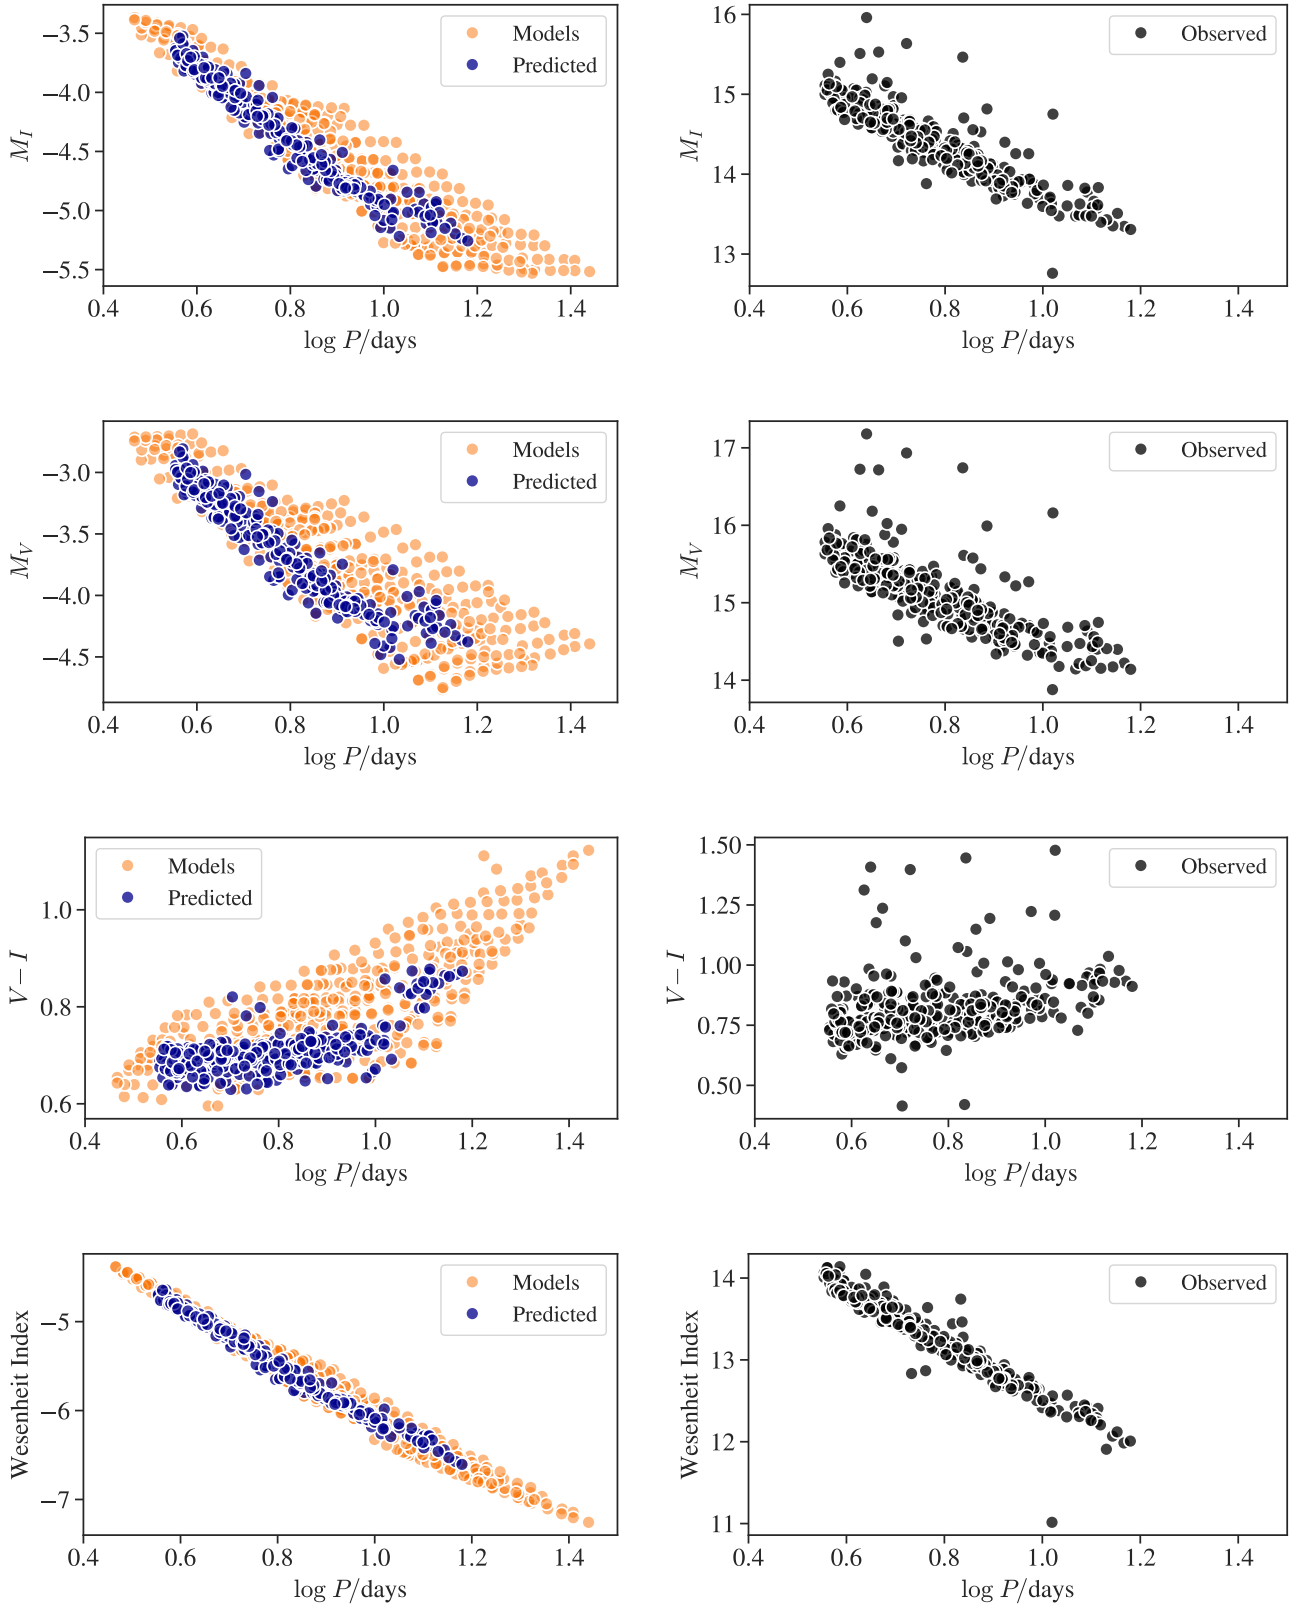 −3.5
−4.0
−4.5
−5.0
−5.5
M_I
0.4 0.6 0.8 1.0 1.2 1.4
log P/days
Models
Predicted
16
15
14
13
M_I
0.4 0.6 0.8 1.0 1.2 1.4
log P/days
Observed
−3.0
−3.5
−4.0
−4.5
M_V
0.4 0.6 0.8 1.0 1.2 1.4
log P/days
Models
Predicted
17
16
15
14
M_V
0.4 0.6 0.8 1.0 1.2 1.4
log P/days
Observed
1.0
0.8
0.6
V − I
0.4 0.6 0.8 1.0 1.2 1.4
log P/days
Models
Predicted
1.50
1.25
1.00
0.75
0.50
V − I
0.4 0.6 0.8 1.0 1.2 1.4
log P/days
Observed
−5
−6
−7
Wesenheit Index
0.4 0.6 0.8 1.0 1.2 1.4
log P/days
Models
Predicted
14
13
12
11
Wesenheit Index
0.4 0.6 0.8 1.0 1.2 1.4
log P/days
Observed